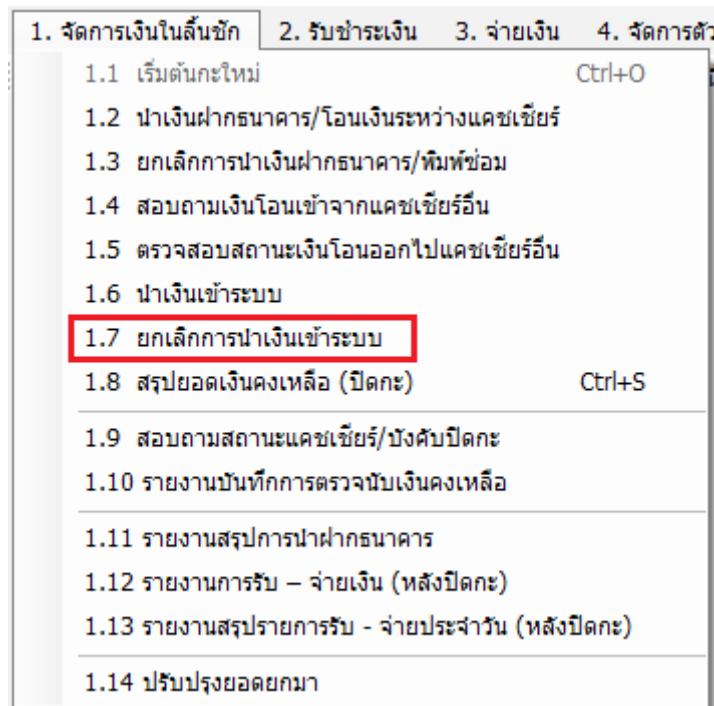 1. จัดการเงินในลิ้นชัก 2. รับชำระเงิน 3. จ่ายเงิน 4. จัดการตั
1.1 เริ่มต้นกะใหม่ Ctrl+O
1.2 นำเงินฝากธนาคาร/โอนเงินระหว่างแคชเชียร์
1.3 ยกเลิกการนำเงินฝากธนาคาร/พิมพ์ซ่อม
1.4 สอบถามเงินโอนเข้าจากแคชเชียร์อื่น
1.5 ตรวจสอบสถานะเงินโอนออกไปแคชเชียร์อื่น
1.6 นำเงินเข้าระบบ
1.7 ยกเลิกการนำเงินเข้าระบบ
1.8 สรุปยอดเงินคงเหลือ (ปิดกะ) Ctrl+S
1.9 สอบถามสถานะแคชเชียร์/บังคับปิดกะ
1.10 รายงานบันทึกการตรวจนับเงินคงเหลือ
1.11 รายงานสรุปการนำฝากธนาคาร
1.12 รายงานการรับ – จ่ายเงิน (หลังปิดกะ)
1.13 รายงานสรุปรายการรับ - จ่ายประจำวัน (หลังปิดกะ)
1.14 ปรับปรุงยอดยกมา